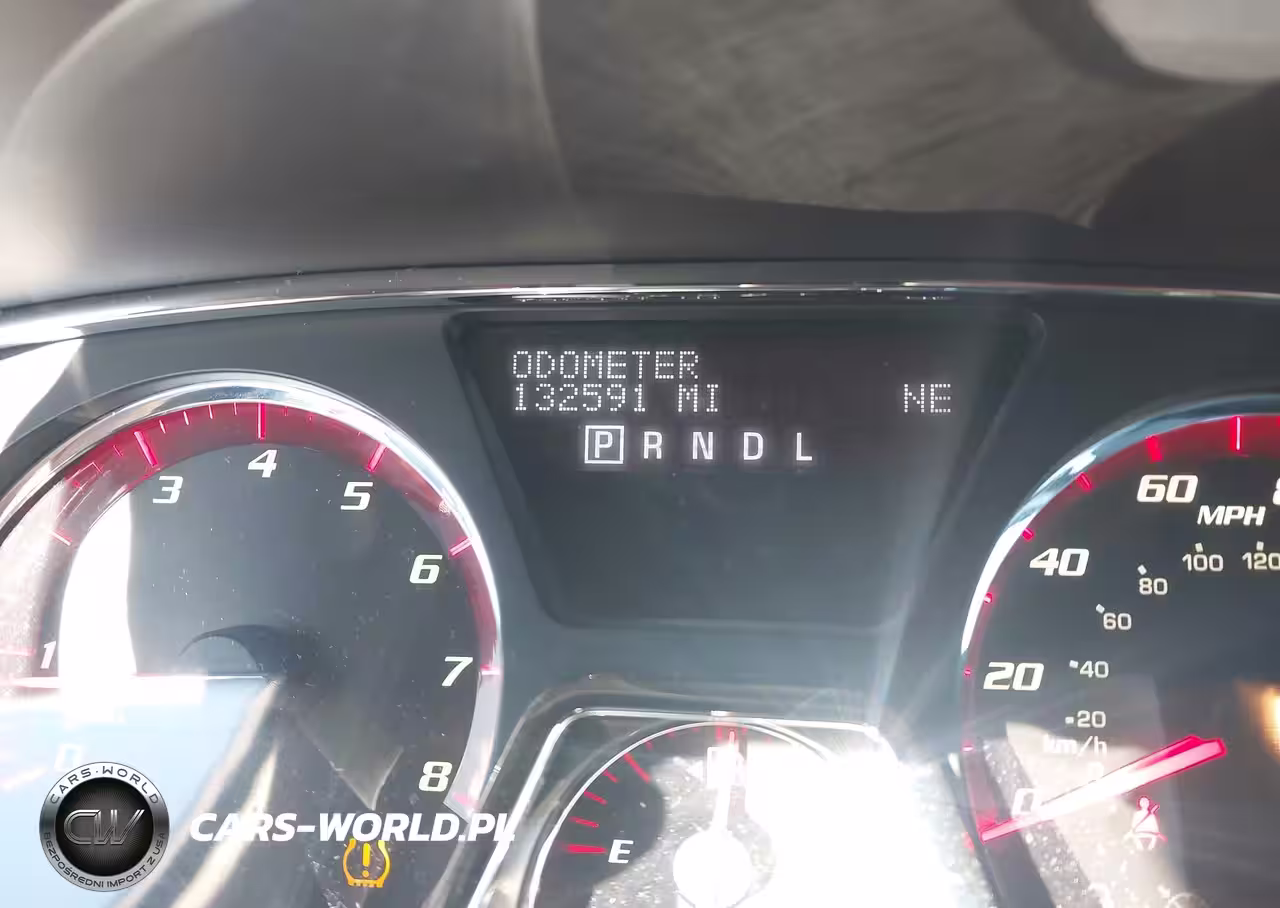 ODOMETER
132591 MI NE
P R N D L
1 3 4 5 6 7 8
0 20 40 60
MPH
20 40 60 80 100 120
km/h
E
CARS-WORLD
CW
BEZPOŚREDNI IMPORT Z USA
CARS-WORLD.PL